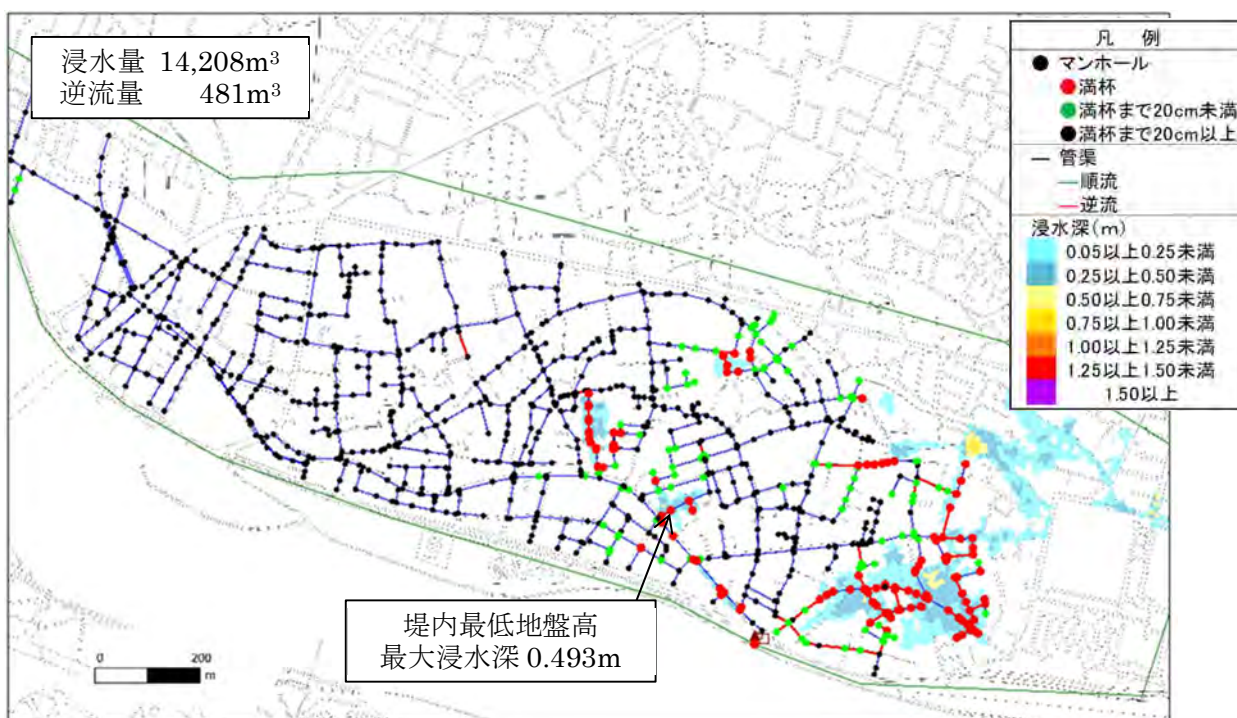 浸水量 14,208m³
逆流量 481m³
凡 例
マンホール
満杯
満杯まで20cm未満
満杯まで20cm以上
管渠
順流
逆流
浸水深(m)
0.05以上0.25未満
0.25以上0.50未満
0.50以上0.75未満
0.75以上1.00未満
1.00以上1.25未満
1.25以上1.50未満
1.50以上
堤内最低地盤高
最大浸水深 0.493m
0 200
m